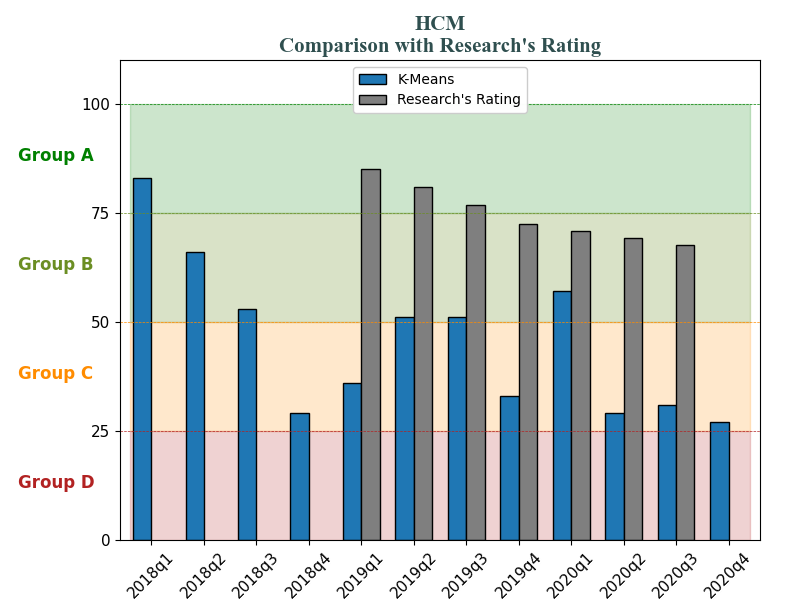 HCM
Comparison with Research's Rating
K-Means
Research's Rating
100
Group A
75
Group B
50
Group C
25
Group D
0
2018q1 2018q2 2018q3 2018q4 2019q1 2019q2 2019q3 2019q4 2020q1 2020q2 2020q3 2020q4